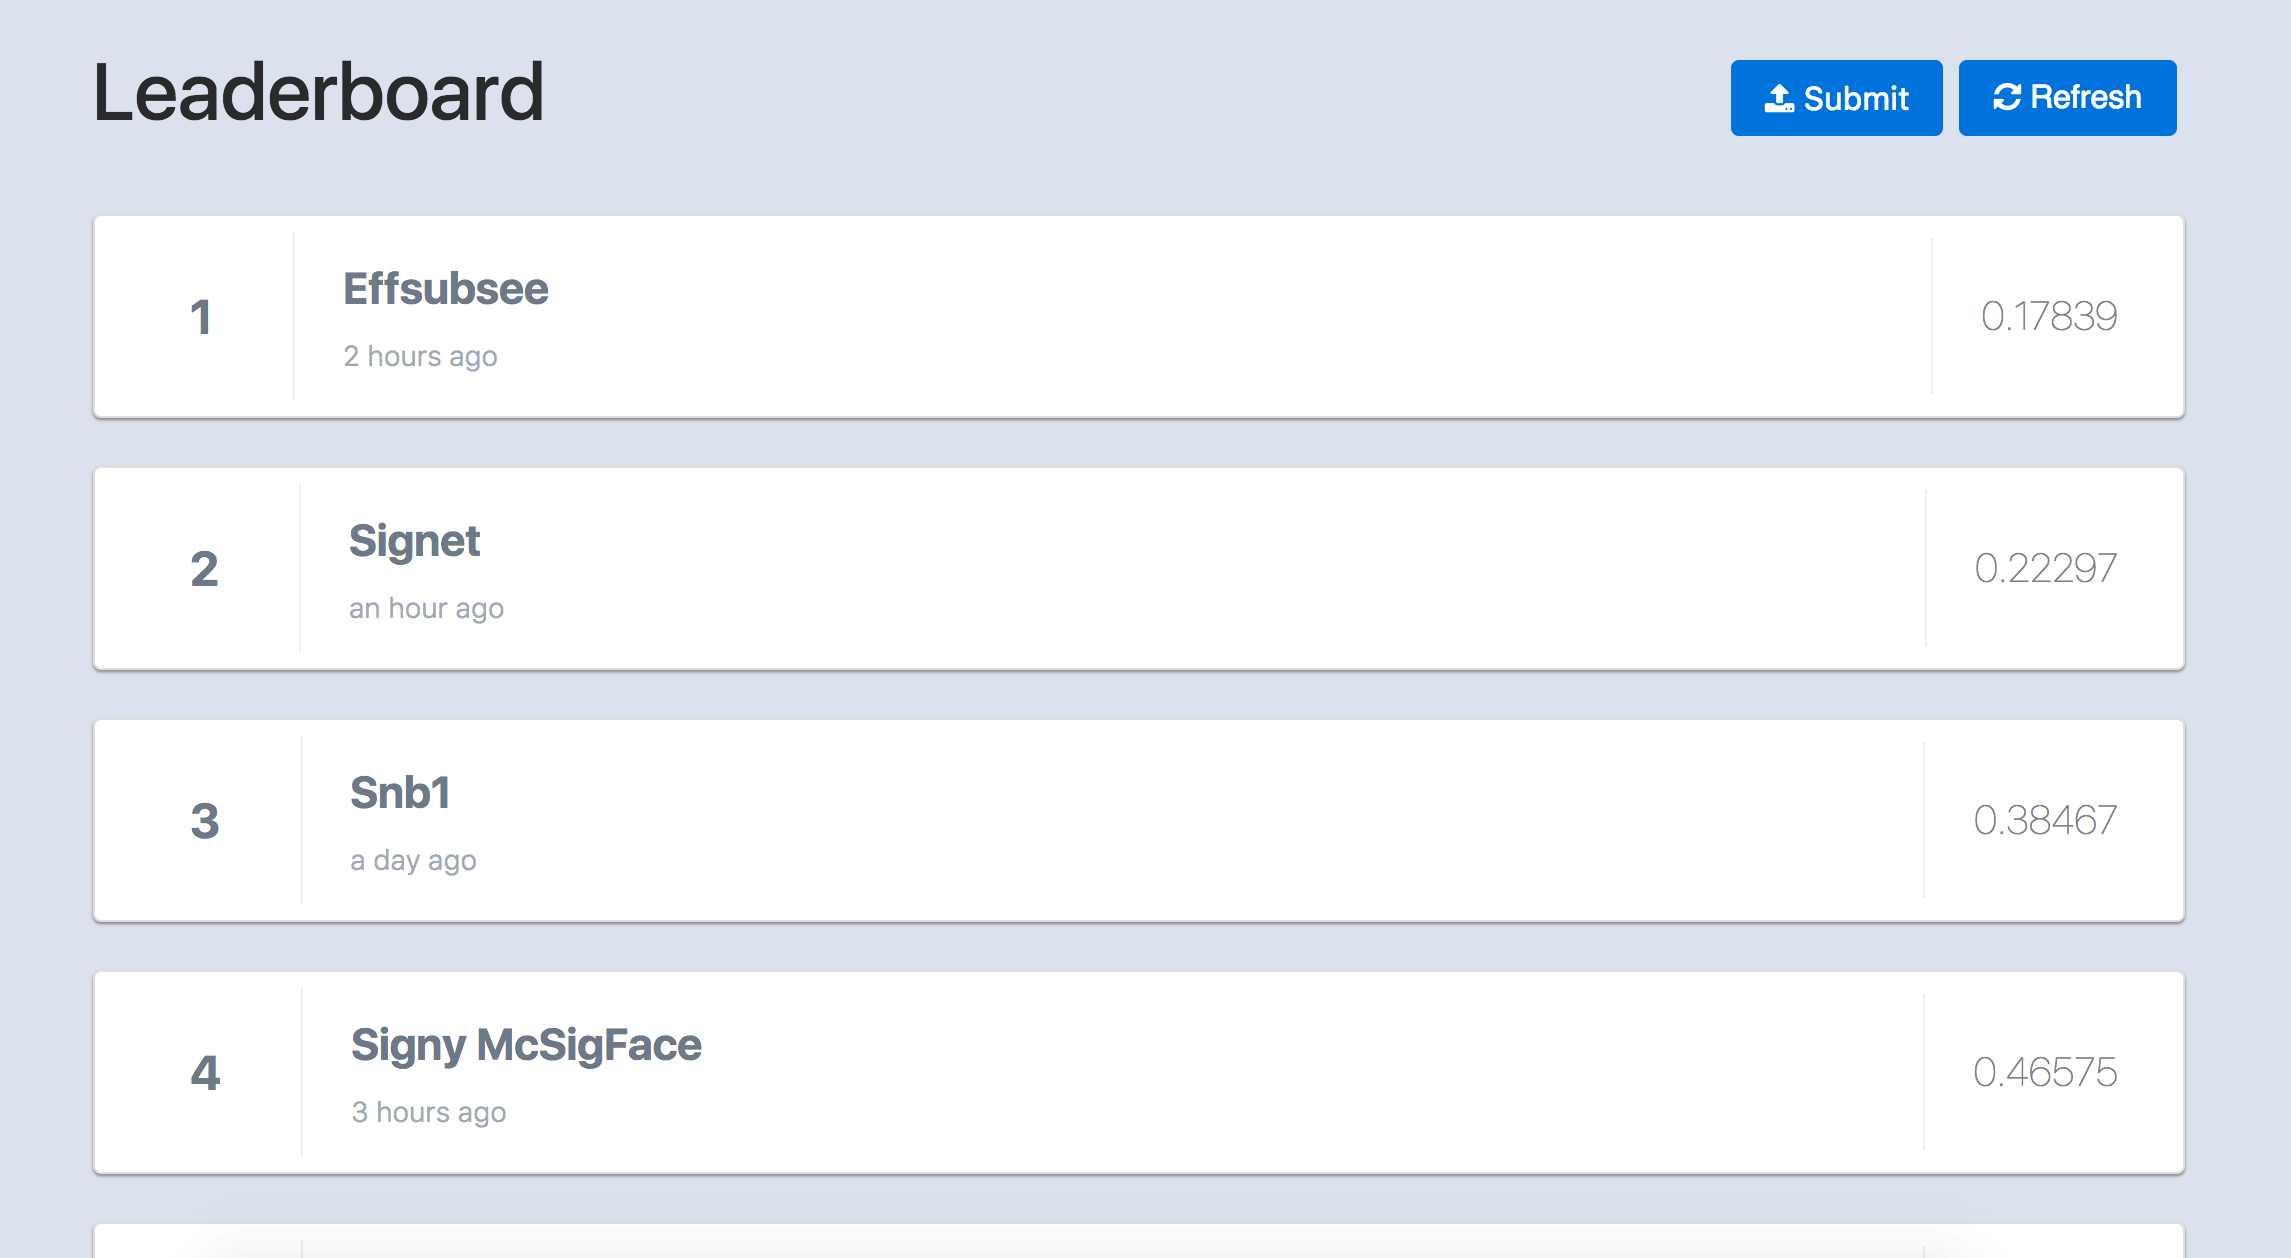 Leaderboard
Submit
Refresh
1
Effsubsee
2 hours ago
0.17839
2
Signet
an hour ago
0.22297
3
Snb1
a day ago
0.38467
4
Signy McSigFace
3 hours ago
0.46575